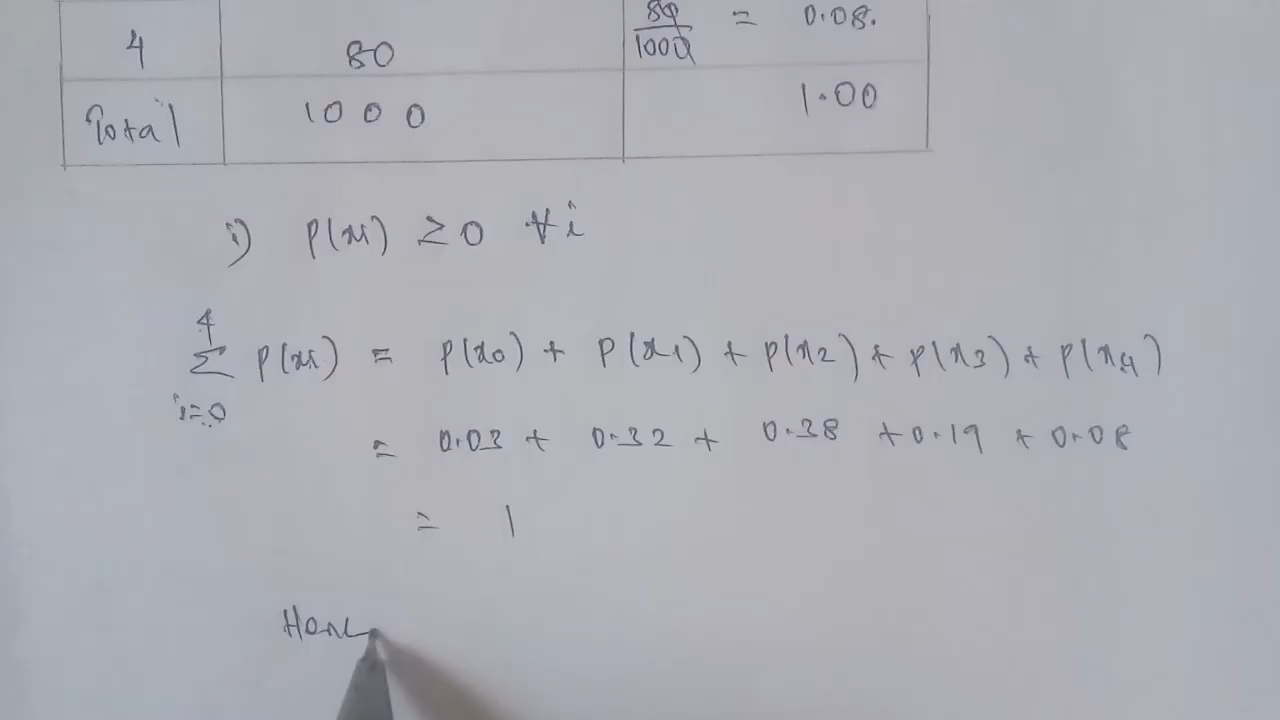 4 80 80/1000 = 0.08.
Total 1000 1.00
i) P(xi) ≥ 0 ∀ i
4
Σ P(xi) = P(x0) + P(x1) + P(x2) + P(x3) + P(x4)
i=0
= 0.03 + 0.32 + 0.38 + 0.19 + 0.08
= 1
Henc